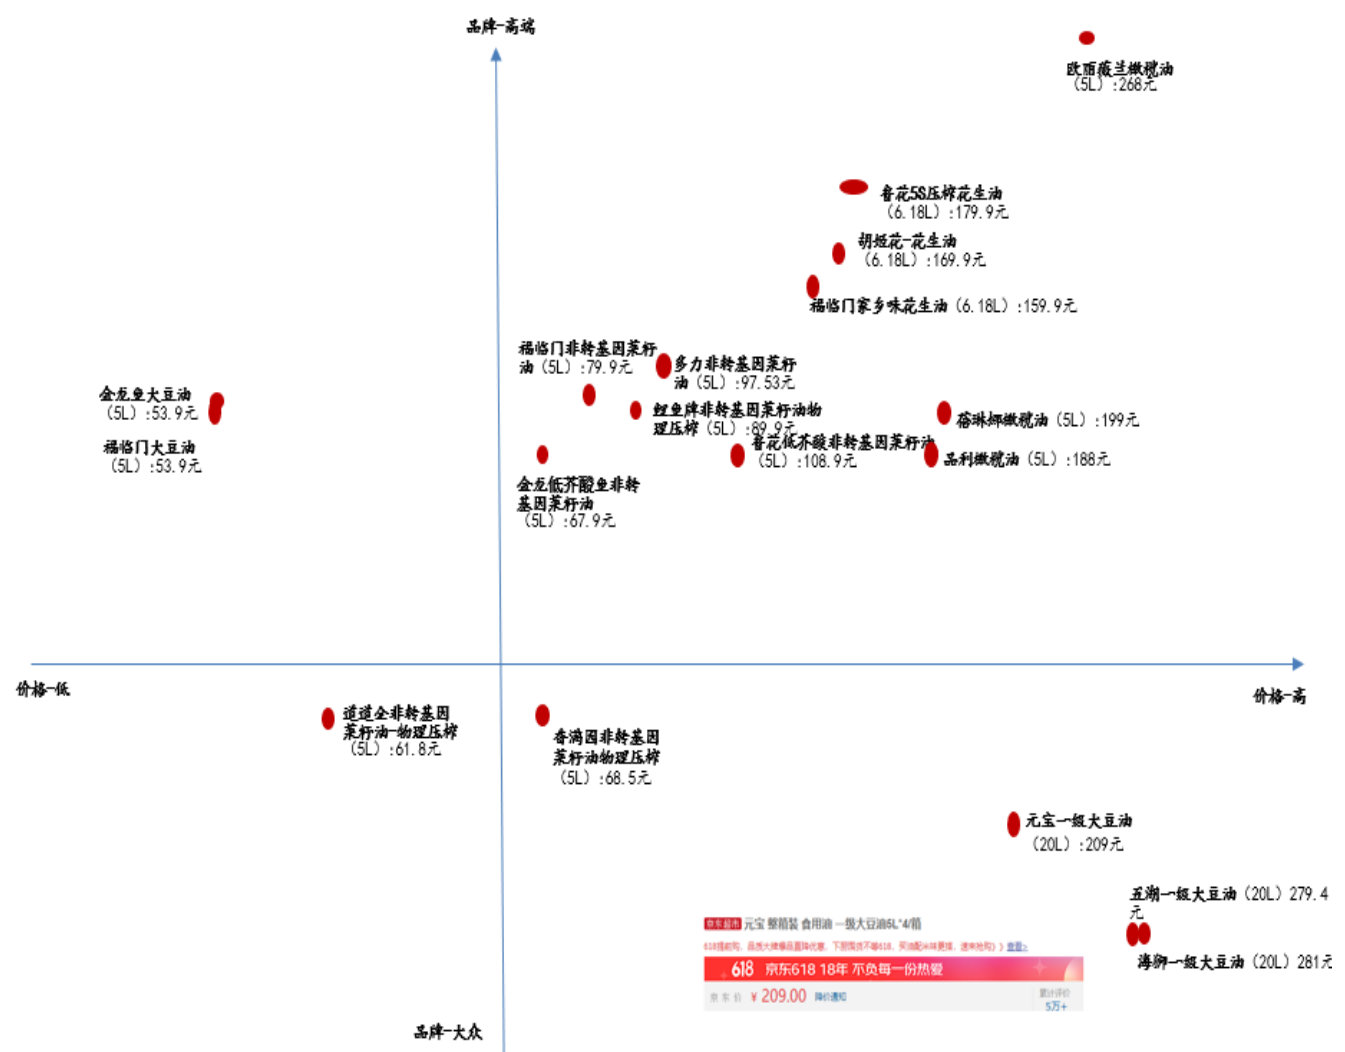 品牌-高端
欧丽薇兰橄榄油
(5L）:268元
鲁花5S压榨花生油
（6.18L）:179.9元
胡姬花-花生油
（6.18L）:169.9元
福临门家乡味花生油（6.18L）:159.9元
福临门非转基因菜籽
油（5L）:79.9元
多力非转基因菜籽
油（5L）:97.53元
金龙鱼大豆油
（5L）:53.9元
福临门大豆油
（5L）:53.9元
鲤鱼牌非转基因菜籽油物
理压榨（5L）:89.9元
蓓琳娜橄榄油（5L）:199元
鲁花低芥酸非转基因菜籽油
（5L）:108.9元
品利橄榄油（5L）:188元
金龙低芥酸鱼非转
基因菜籽油
（5L）:67.9元
价格-低
价格-高
道道全非转基因
菜籽油-物理压榨
（5L）:61.8元
香满园非转基因
菜籽油物理压榨
（5L）:68.5元
元宝一级大豆油
（20L）:209元
五湖一级大豆油（20L）279.4
元
海狮一级大豆油（20L）281元
京东超市 元宝 整箱装 食用油 一级大豆油5L*4/箱
查看>
618 京东618 18年 不负每一份热爱
京东价 ￥209.00 降价通知
累计评价
5万+
品牌-大众